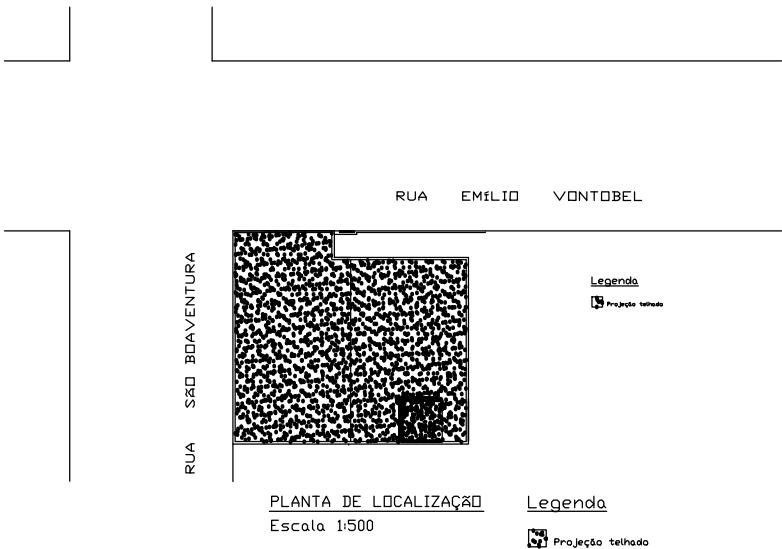 RUA EMÍLIO VONTOBEL
RUA SÃO BOAVENTURA
Legenda
Projeção telhado
PLANTA DE LOCALIZAÇÃO
Escala 1:500
Legenda
Projeção telhado